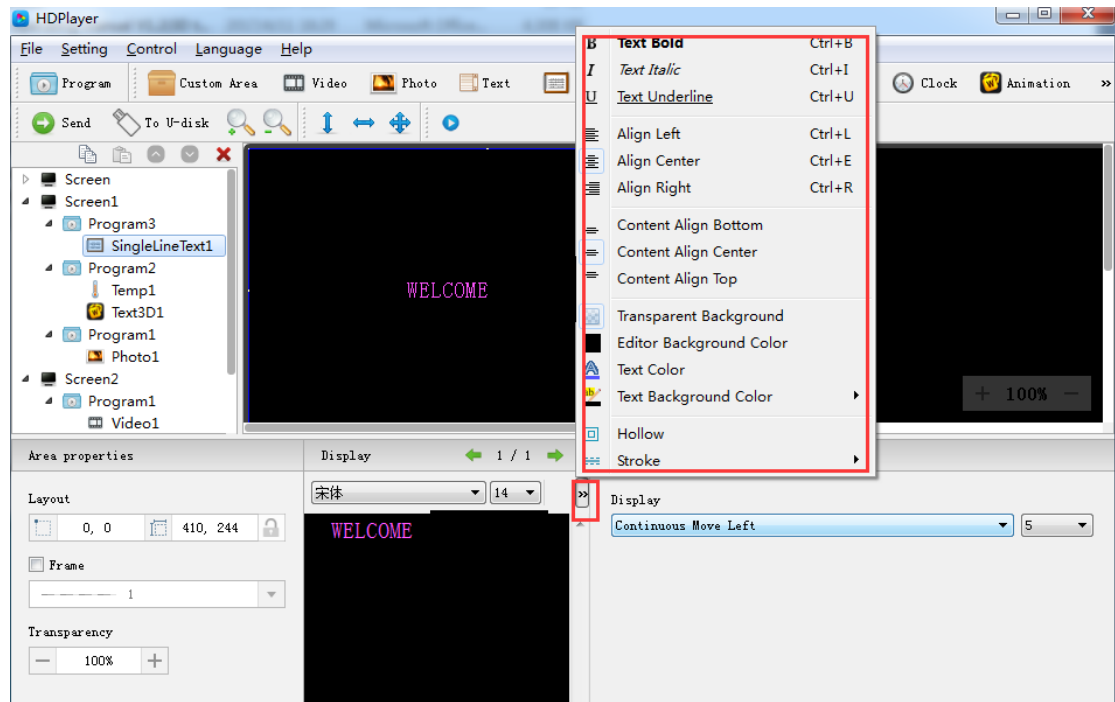 HDPlayer
File Setting Control Language Help
Program Custom Area Video Photo Text Clock Animation »
Send To U-disk
Screen
Screen1
Program3
SingleLineText1
Program2
Temp1
Text3D1
Program1
Photo1
Screen2
Program1
Video1
WELCOME
B Text Bold Ctrl+B
I Text Italic Ctrl+I
U Text Underline Ctrl+U
Align Left Ctrl+L
Align Center Ctrl+E
Align Right Ctrl+R
Content Align Bottom
Content Align Center
Content Align Top
Transparent Background
Editor Background Color
Text Color
Text Background Color
Hollow
Stroke
+ 100% −
Area properties
Layout
0, 0 410, 244
Frame
1
Transparency
− 100% +
Display 1 / 1
宋体 14 »
WELCOME
Display
Continuous Move Left 5